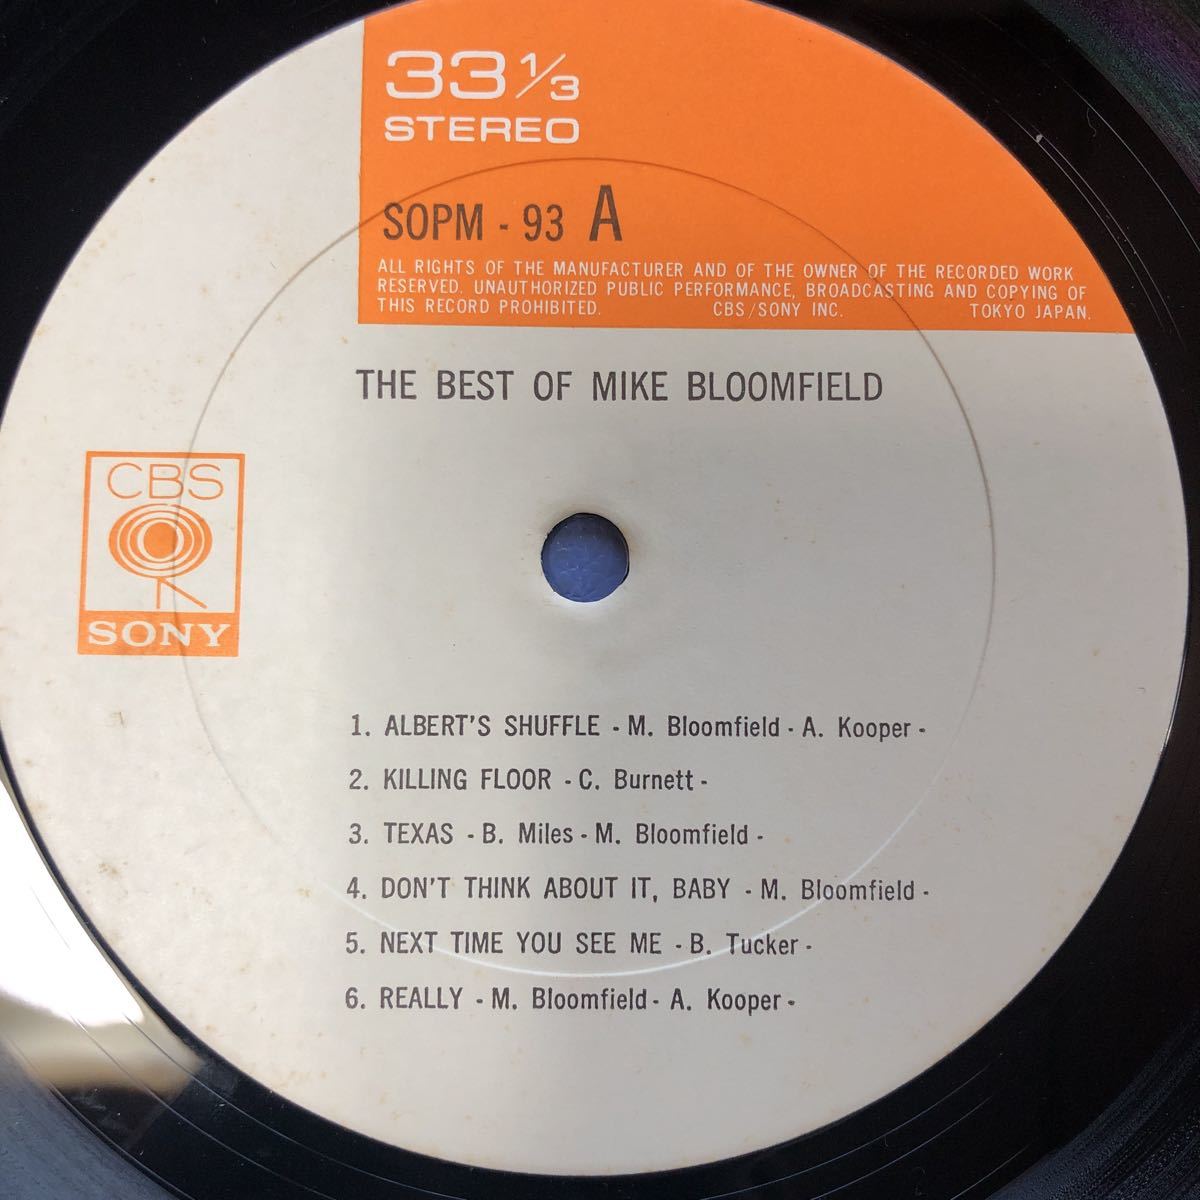 33 1/3
STEREO
SOPM - 93 A
ALL RIGHTS OF THE MANUFACTURER AND OF THE OWNER OF THE RECORDED WORK
RESERVED. UNAUTHORIZED PUBLIC PERFORMANCE, BROADCASTING AND COPYING OF
THIS RECORD PROHIBITED. CBS/SONY INC. TOKYO JAPAN.
THE BEST OF MIKE BLOOMFIELD
CBS
SONY
1. ALBERT'S SHUFFLE - M. Bloomfield - A. Kooper -
2. KILLING FLOOR - C. Burnett -
3. TEXAS - B. Miles - M. Bloomfield -
4. DON'T THINK ABOUT IT, BABY - M. Bloomfield -
5. NEXT TIME YOU SEE ME - B. Tucker -
6. REALLY - M. Bloomfield - A. Kooper -